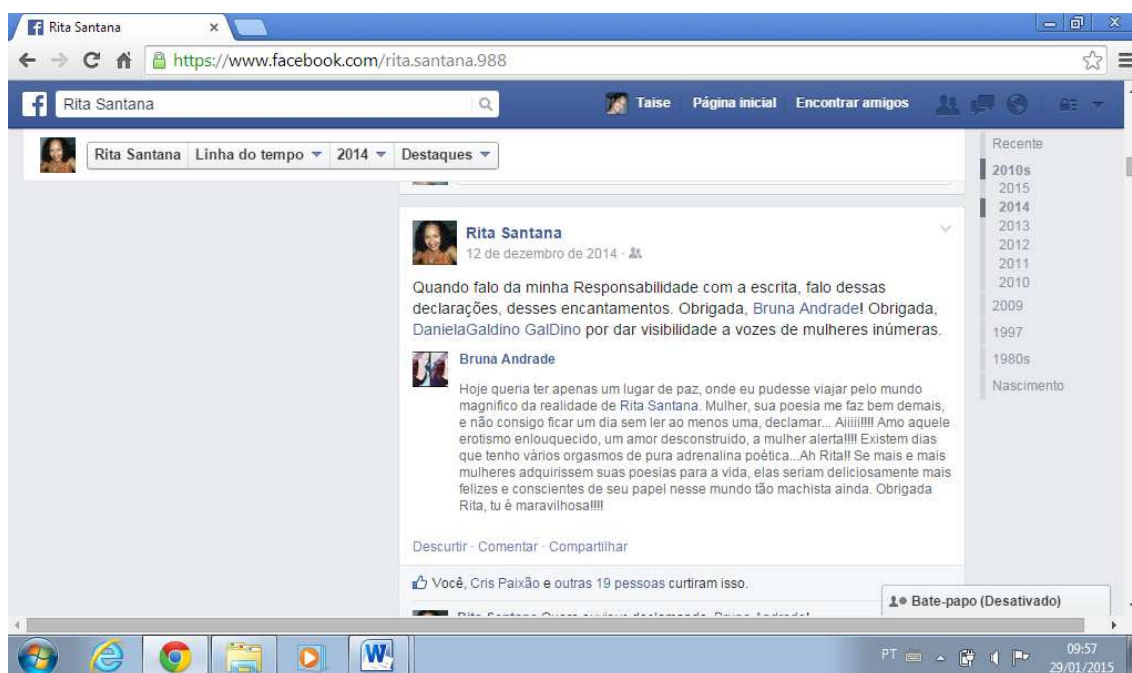 Rita Santana
https://www.facebook.com/rita.santana.988
Rita Santana
Taise Página inicial Encontrar amigos
Rita Santana Linha do tempo 2014 Destaques
Recente
2010s
2015
2014
2013
2012
2011
2010
2009
1997
1980s
Nascimento
Rita Santana
12 de dezembro de 2014 ·
Quando falo da minha Responsabilidade com a escrita, falo dessas
declarações, desses encantamentos. Obrigada, Bruna Andrade! Obrigada,
DanielaGaldino GalDino por dar visibilidade a vozes de mulheres inúmeras.
Bruna Andrade
Hoje queria ter apenas um lugar de paz, onde eu pudesse viajar pelo mundo
magnifico da realidade de Rita Santana. Mulher, sua poesia me faz bem demais,
e não consigo ficar um dia sem ler ao menos uma, declamar... Aiiiii!!!! Amo aquele
erotismo enlouquecido, um amor desconstruido, a mulher alerta!!!! Existem dias
que tenho vários orgasmos de pura adrenalina poética...Ah Rita!! Se mais e mais
mulheres adquirissem suas poesias para a vida, elas seriam deliciosamente mais
felizes e conscientes de seu papel nesse mundo tão machista ainda. Obrigada
Rita, tu é maravilhosa!!!!
Descurtir · Comentar · Compartilhar
Você, Cris Paixão e outras 19 pessoas curtiram isso.
Bate-papo (Desativado)
PT
09:57
29/01/2015